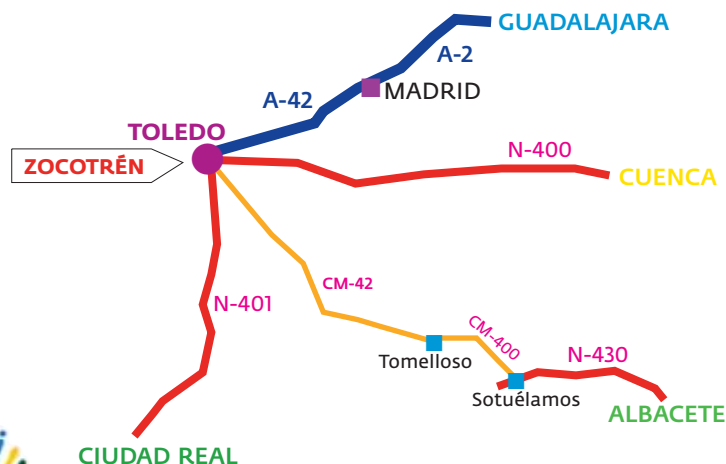 GUADALAJARA
A-2
MADRID
A-42
TOLEDO
ZOCOTRÉN
N-400
CUENCA
CM-42
N-401
CM-400
N-430
Tomelloso
Sotuélamos
ALBACETE
CIUDAD REAL